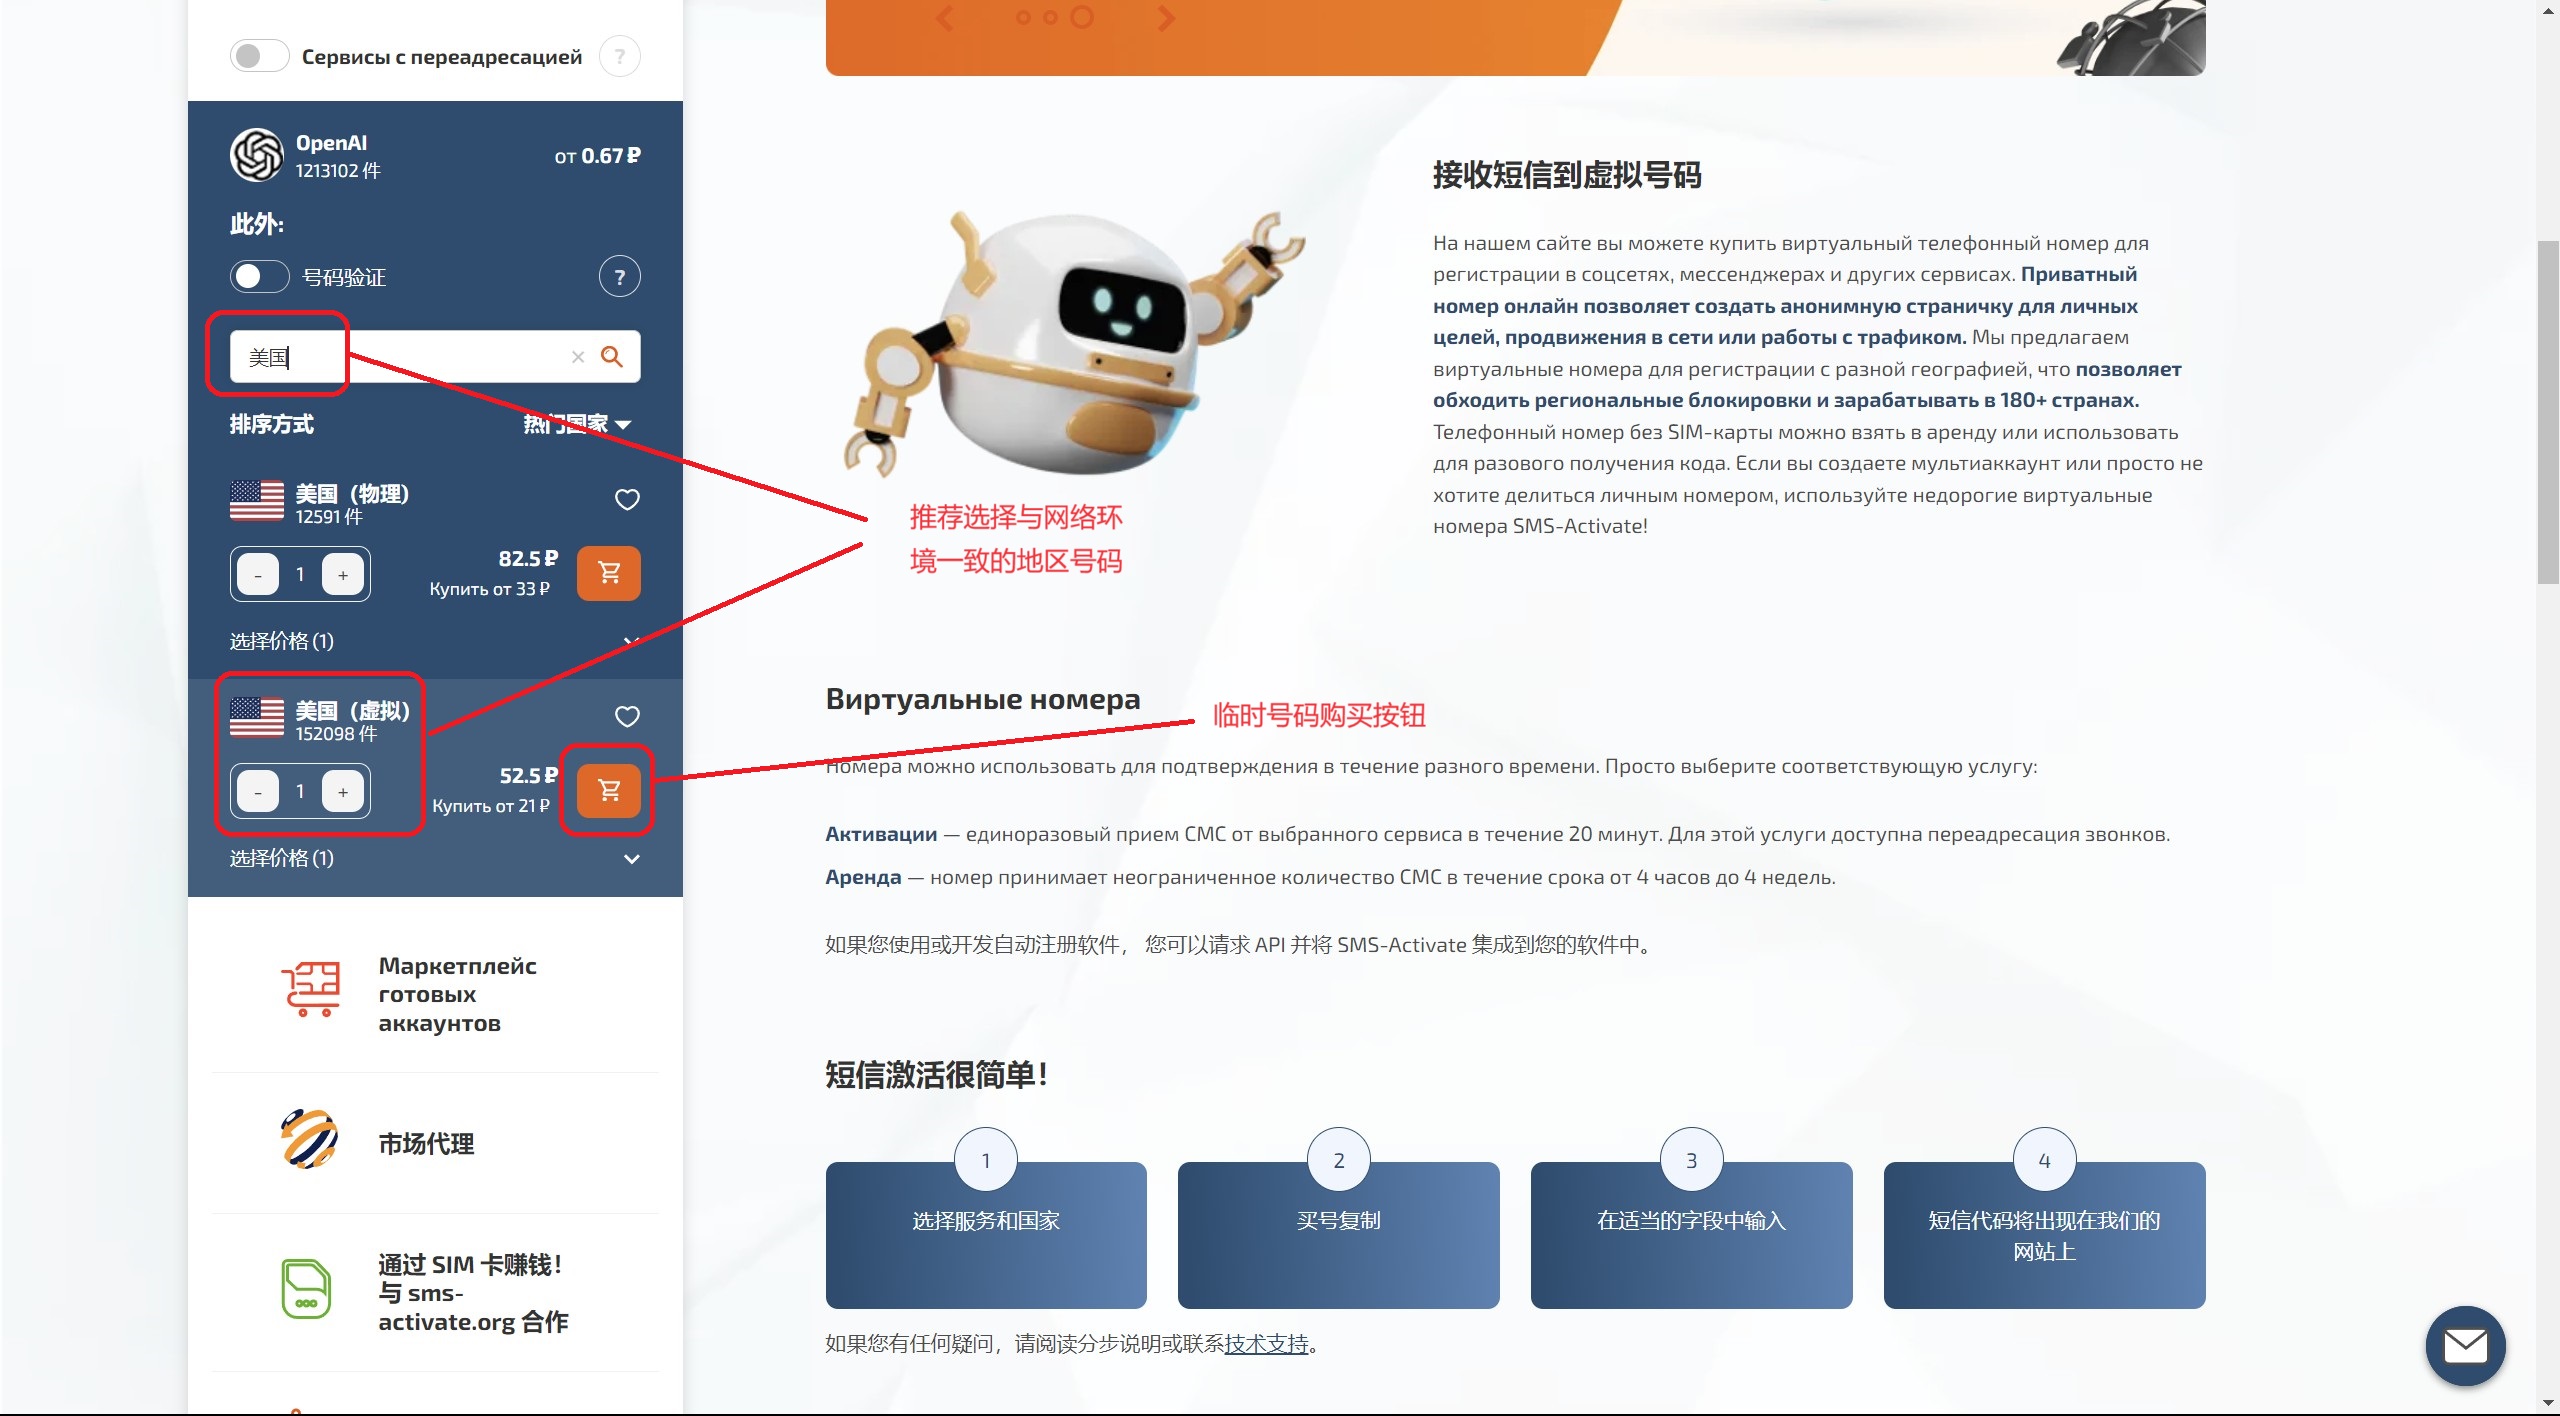 Сервисы с переадресацией
?
OpenAI
1213102 件
от 0.67 ₽
此外:
号码验证
?
美国
排序方式
热门国家
美国（物理）
12591 件
-
1
+
82.5 ₽
Купить от 33 ₽
选择价格 (1)
美国（虚拟）
152098 件
-
1
+
52.5 ₽
Купить от 21 ₽
选择价格 (1)
Маркетплейс
готовых
аккаунтов
市场代理
通过 SIM 卡赚钱！
与 sms-
activate.org 合作
接收短信到虚拟号码
На нашем сайте вы можете купить виртуальный телефонный номер для
регистрации в соцсетях, мессенджерах и других сервисах. Приватный
номер онлайн позволяет создать анонимную страничку для личных
целей, продвижения в сети или работы с трафиком. Мы предлагаем
виртуальные номера для регистрации с разной географией, что позволяет
обходить региональные блокировки и зарабатывать в 180+ странах.
Телефонный номер без SIM-карты можно взять в аренду или использовать
для разового получения кода. Если вы создаете мультиаккаунт или просто не
хотите делиться личным номером, используйте недорогие виртуальные
номера SMS-Activate!
推荐选择与网络环
境一致的地区号码
Виртуальные номера
临时号码购买按钮
Номера можно использовать для подтверждения в течение разного времени. Просто выберите соответствующую услугу:
Активации — единоразовый прием СМС от выбранного сервиса в течение 20 минут. Для этой услуги доступна переадресация звонков.
Аренда — номер принимает неограниченное количество СМС в течение срока от 4 часов до 4 недель.
如果您使用或开发自动注册软件， 您可以请求 API 并将 SMS-Activate 集成到您的软件中。
短信激活很简单！
1
选择服务和国家
2
买号复制
3
在适当的字段中输入
4
短信代码将出现在我们的
网站上
如果您有任何疑问，请阅读分步说明或联系技术支持。